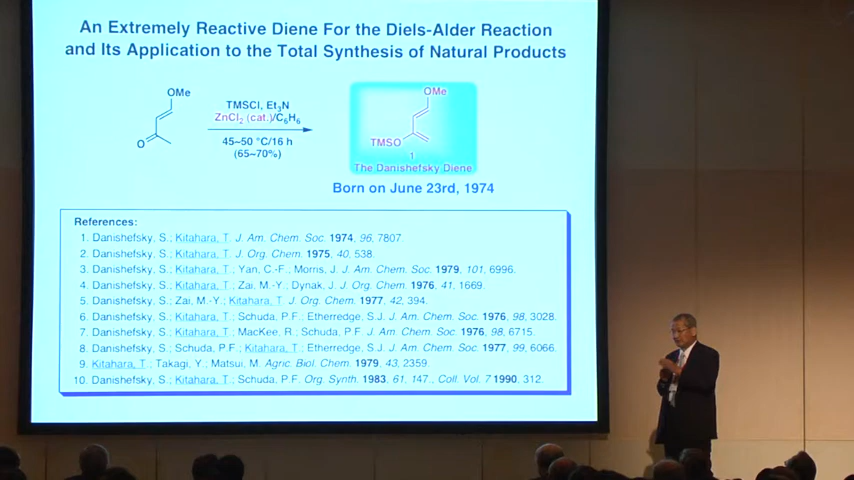 An Extremely Reactive Diene For the Diels-Alder Reaction
and Its Application to the Total Synthesis of Natural Products
OMe
O
TMSCl, Et3N
ZnCl2 (cat.)/C6H6
45~50 °C/16 h
(65~70%)
OMe
TMSO
1
The Danishefsky Diene
Born on June 23rd, 1974
References:
1. Danishefsky, S.; Kitahara, T. J. Am. Chem. Soc. 1974, 96, 7807.
2. Danishefsky, S.; Kitahara, T. J. Org. Chem. 1975, 40, 538.
3. Danishefsky, S.; Kitahara, T.; Yan, C.-F.; Morris, J. J. Am. Chem. Soc. 1979, 101, 6996.
4. Danishefsky, S.; Kitahara, T.; Zai, M.-Y.; Dynak, J. J. Org. Chem. 1976, 41, 1669.
5. Danishefsky, S.; Zai, M.-Y.; Kitahara, T. J. Org. Chem. 1977, 42, 394.
6. Danishefsky, S.; Kitahara, T.; Schuda, P.F.; Etherredge, S.J. J. Am. Chem. Soc. 1976, 98, 3028.
7. Danishefsky, S.; Kitahara, T.; MacKee, R.; Schuda, P.F. J. Am. Chem. Soc. 1976, 98, 6715.
8. Danishefsky, S.; Schuda, P.F.; Kitahara, T.; Etherredge, S.J. J. Am. Chem. Soc. 1977, 99, 6066.
9. Kitahara, T.; Takagi, Y.; Matsui, M. Agric. Biol. Chem. 1979, 43, 2359.
10. Danishefsky, S.; Kitahara, T.; Schuda, P.F. Org. Synth. 1983, 61, 147., Coll. Vol. 7 1990, 312.